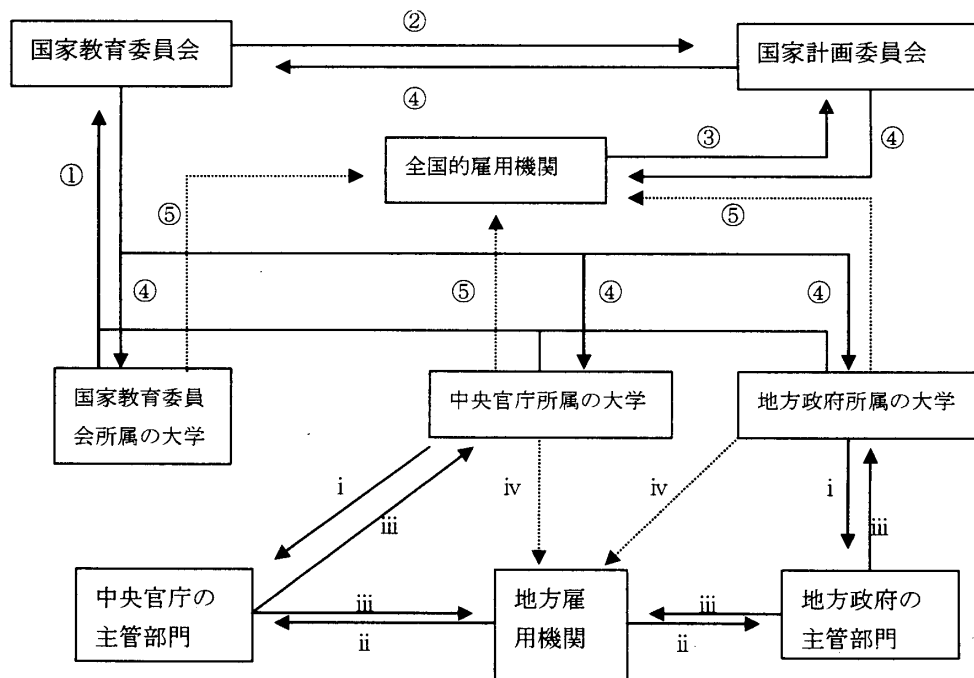 ②
国家教育委員会
国家計画委員会
④
③
④
①
全国的雇用機関
⑤
⑤
④
⑤
④
④
国家教育委員
会所属の大学
中央官庁所属の大学
地方政府所属の大学
i
iv
iv
i
iii
iii
中央官庁の
主管部門
iii
ii
地方雇
用機関
iii
ii
地方政府の
主管部門